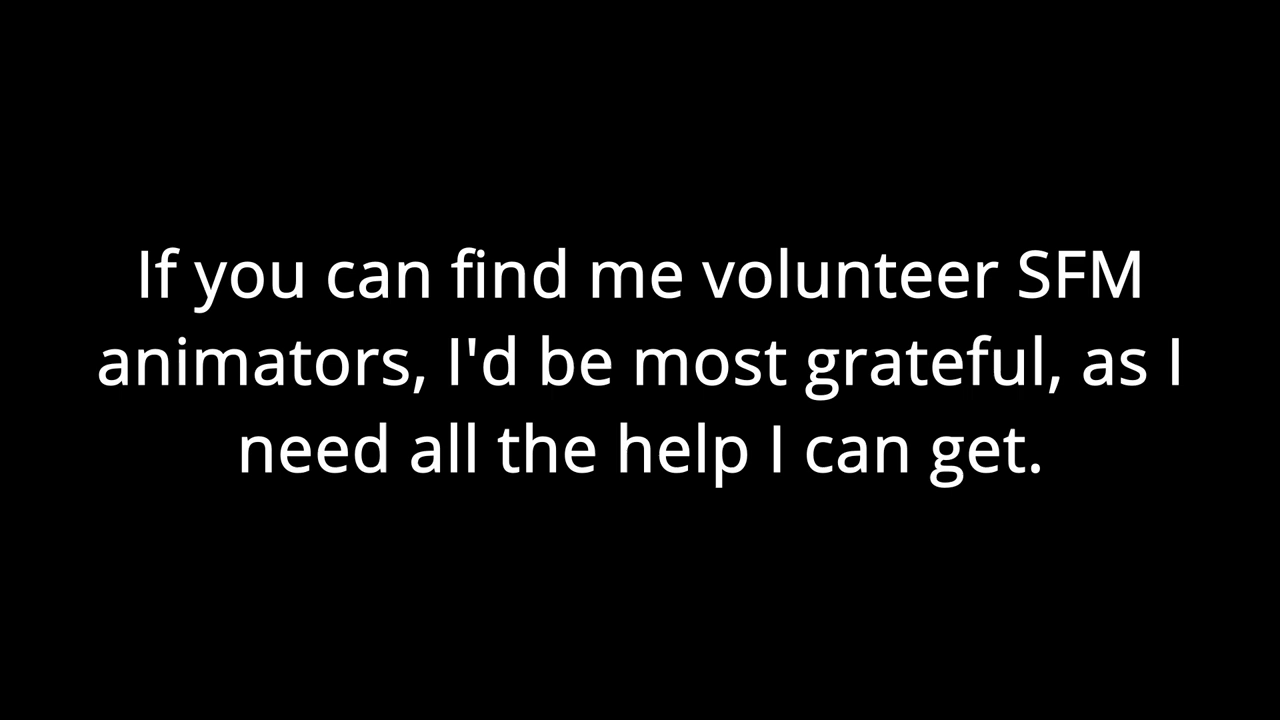 If you can find me volunteer SFM
animators, I'd be most grateful, as I
need all the help I can get.